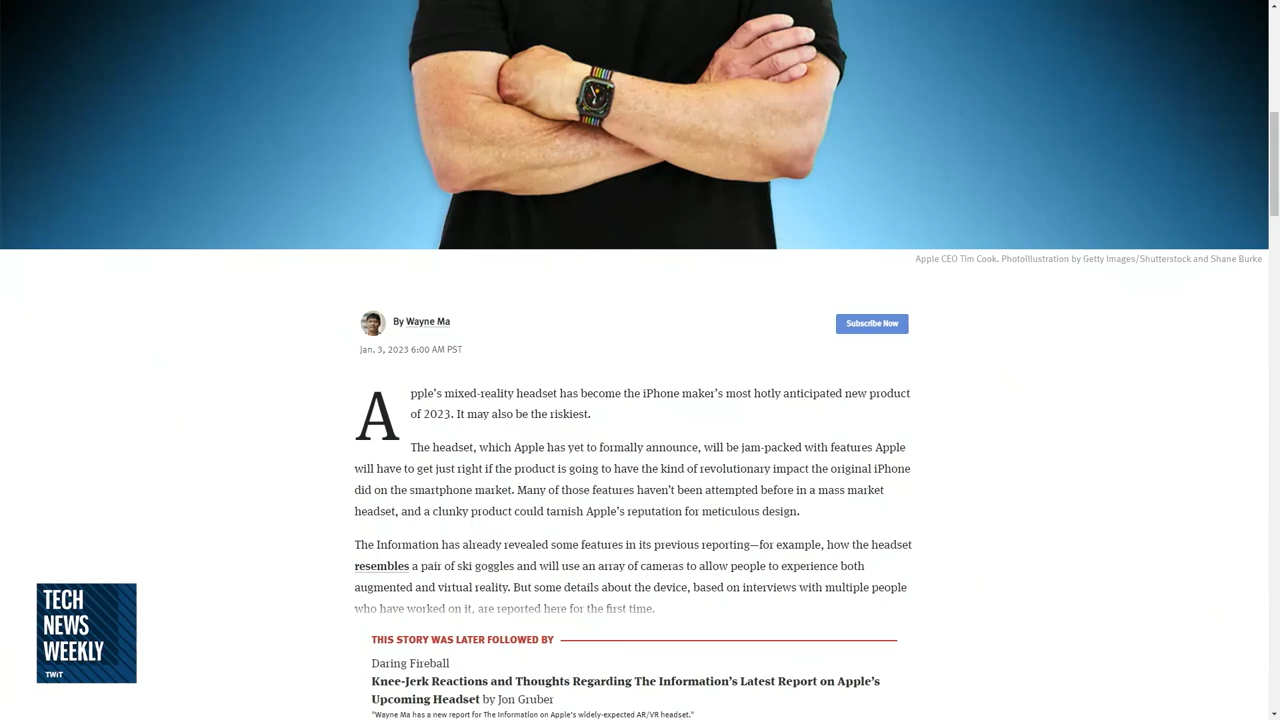 Apple CEO Tim Cook. Photoillustration by Getty Images/Shutterstock and Shane Burke
By Wayne Ma
Subscribe Now
Jan. 3, 2023 6:00 AM PST
Apple's mixed-reality headset has become the iPhone maker's most hotly anticipated new product
of 2023. It may also be the riskiest.
The headset, which Apple has yet to formally announce, will be jam-packed with features Apple
will have to get just right if the product is going to have the kind of revolutionary impact the original iPhone
did on the smartphone market. Many of those features haven't been attempted before in a mass market
headset, and a clunky product could tarnish Apple's reputation for meticulous design.
The Information has already revealed some features in its previous reporting—for example, how the headset
resembles a pair of ski goggles and will use an array of cameras to allow people to experience both
augmented and virtual reality. But some details about the device, based on interviews with multiple people
who have worked on it, are reported here for the first time.
THIS STORY WAS LATER FOLLOWED BY
Daring Fireball
Knee-Jerk Reactions and Thoughts Regarding The Information's Latest Report on Apple's
Upcoming Headset by Jon Gruber
"Wayne Ma has a new report for The Information on Apple's widely-expected AR/VR headset."
TECH
NEWS
WEEKLY
TWiT